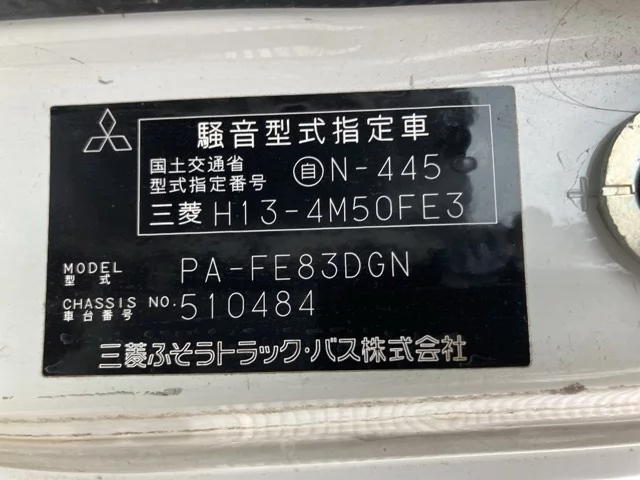 騒音型式指定車
国土交通省
型式指定番号 � N-445
三菱 H13-4M50FE3
MODEL
型式 PA-FE83DGN
CHASSIS NO.
車台番号 510484
三菱ふそうトラック・バス株式会社